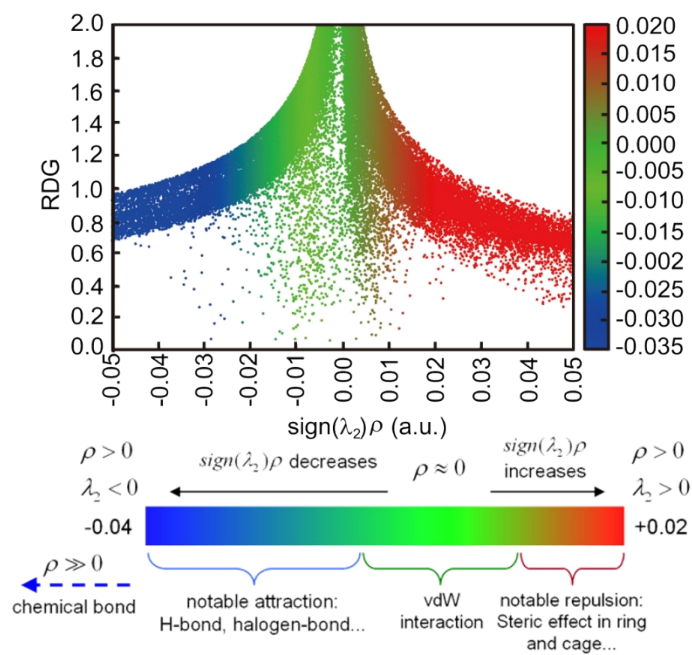 2.0
1.8
1.6
1.4
1.2
1.0
0.8
0.6
0.4
0.2
0.0
RDG
-0.05
-0.04
-0.03
-0.02
-0.01
0.00
0.01
0.02
0.03
0.04
0.05
sign(λ₂)ρ (a.u.)
0.020
0.015
0.010
0.005
0.000
-0.005
-0.010
-0.015
-0.020
-0.025
-0.030
-0.035
ρ > 0
λ₂ < 0
-0.04
sign(λ₂)ρ decreases
ρ ≈ 0
sign(λ₂)ρ
increases
ρ > 0
λ₂ > 0
+0.02
ρ ≫ 0
chemical bond
notable attraction:
H-bond, halogen-bond...
vdW
interaction
notable repulsion:
Steric effect in ring
and cage...